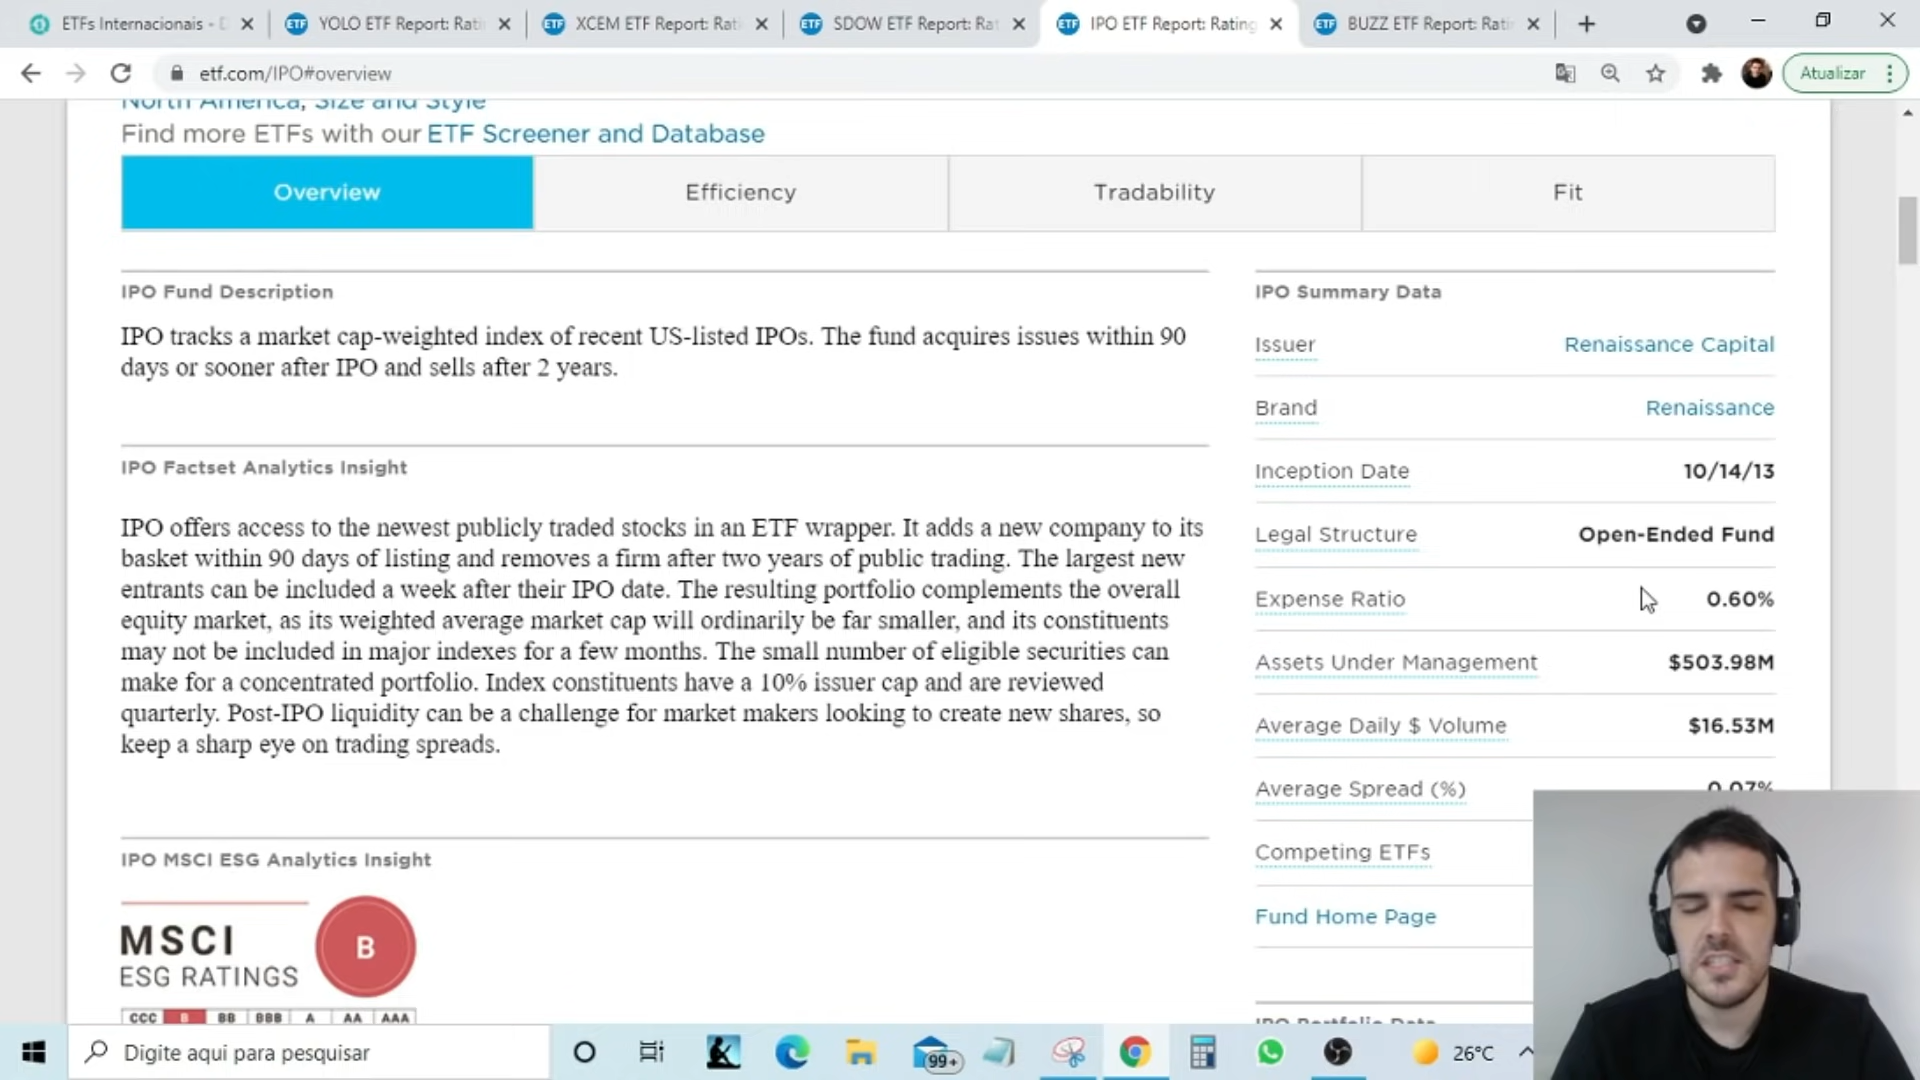 ETFs Internacionais - D
YOLO ETF Report: Rati
XCEM ETF Report: Rati
SDOW ETF Report: Rat
IPO ETF Report: Rating
BUZZ ETF Report: Ratin
etf.com/IPO#overview
Atualizar
North America, Size and Style
Find more ETFs with our ETF Screener and Database
Overview
Efficiency
Tradability
Fit
IPO Fund Description
IPO tracks a market cap-weighted index of recent US-listed IPOs. The fund acquires issues within 90
days or sooner after IPO and sells after 2 years.
IPO Factset Analytics Insight
IPO offers access to the newest publicly traded stocks in an ETF wrapper. It adds a new company to its
basket within 90 days of listing and removes a firm after two years of public trading. The largest new
entrants can be included a week after their IPO date. The resulting portfolio complements the overall
equity market, as its weighted average market cap will ordinarily be far smaller, and its constituents
may not be included in major indexes for a few months. The small number of eligible securities can
make for a concentrated portfolio. Index constituents have a 10% issuer cap and are reviewed
quarterly. Post-IPO liquidity can be a challenge for market makers looking to create new shares, so
keep a sharp eye on trading spreads.
IPO MSCI ESG Analytics Insight
MSCI
ESG RATINGS
B
CCC B BB BBB A AA AAA
IPO Summary Data
Issuer Renaissance Capital
Brand Renaissance
Inception Date 10/14/13
Legal Structure Open-Ended Fund
Expense Ratio 0.60%
Assets Under Management $503.98M
Average Daily $ Volume $16.53M
Average Spread (%) 0.07%
Competing ETFs
Fund Home Page
IPO Portfolio Data
Digite aqui para pesquisar
99+
26°C